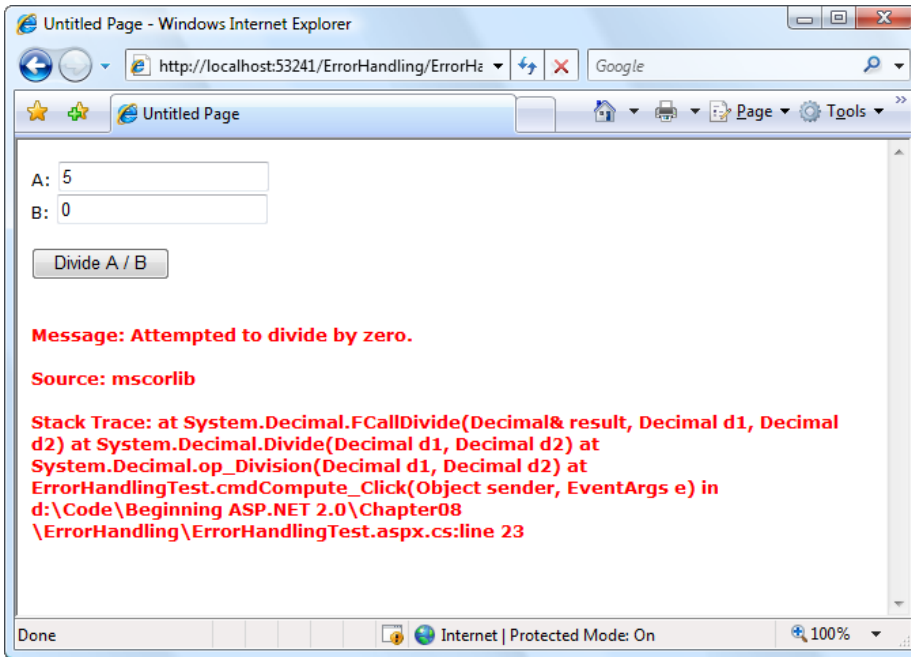 Untitled Page - Windows Internet Explorer
http://localhost:53241/ErrorHandling/ErrorHa
Google
Untitled Page
Page
Tools
»
A: 5
B: 0
Divide A / B
Message: Attempted to divide by zero.
Source: mscorlib
Stack Trace: at System.Decimal.FCallDivide(Decimal& result, Decimal d1, Decimal
d2) at System.Decimal.Divide(Decimal d1, Decimal d2) at
System.Decimal.op_Division(Decimal d1, Decimal d2) at
ErrorHandlingTest.cmdCompute_Click(Object sender, EventArgs e) in
d:\Code\Beginning ASP.NET 2.0\Chapter08
\ErrorHandling\ErrorHandlingTest.aspx.cs:line 23
Done
Internet | Protected Mode: On
100%